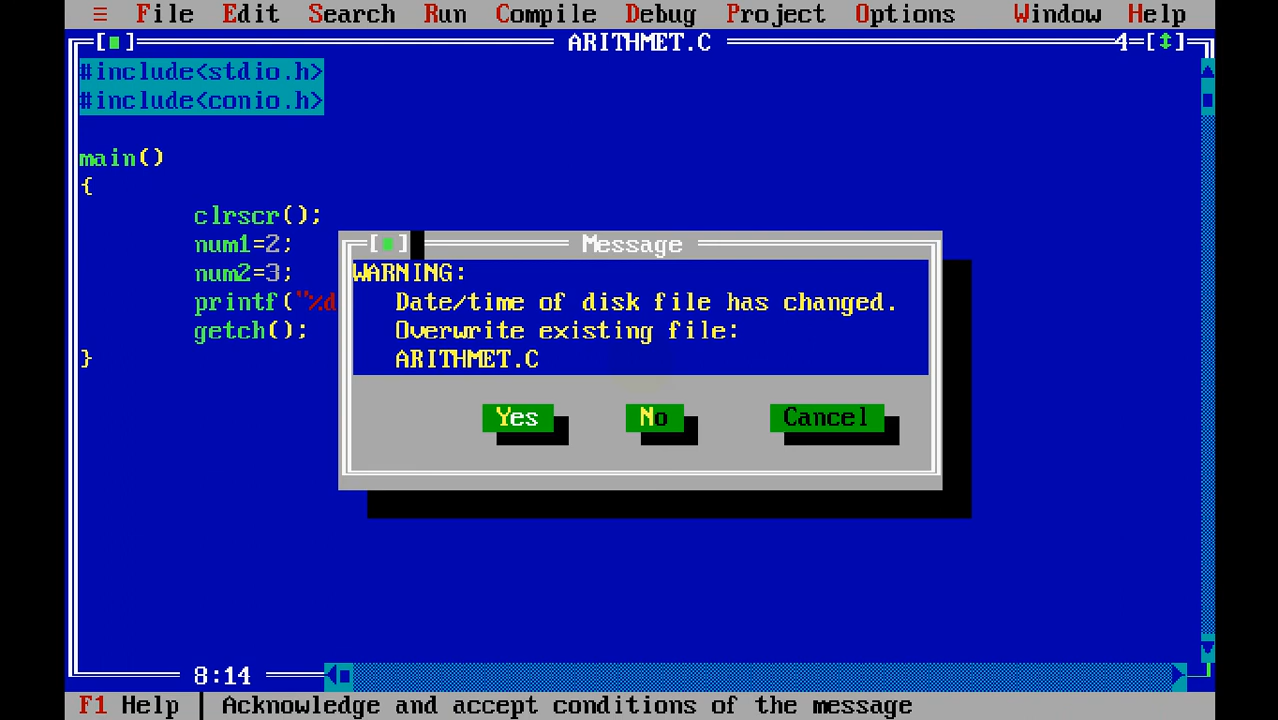 ≡ File Edit Search Run Compile Debug Project Options Window Help
[■] ARITHMET.C 4=[↕]
#include<stdio.h>
#include<conio.h>
main()
{
clrscr();
num1=2;
num2=3;
printf("%d
getch();
}
[■] Message
WARNING:
Date/time of disk file has changed.
Overwrite existing file:
ARITHMET.C
Yes No Cancel
8:14
F1 Help │ Acknowledge and accept conditions of the message